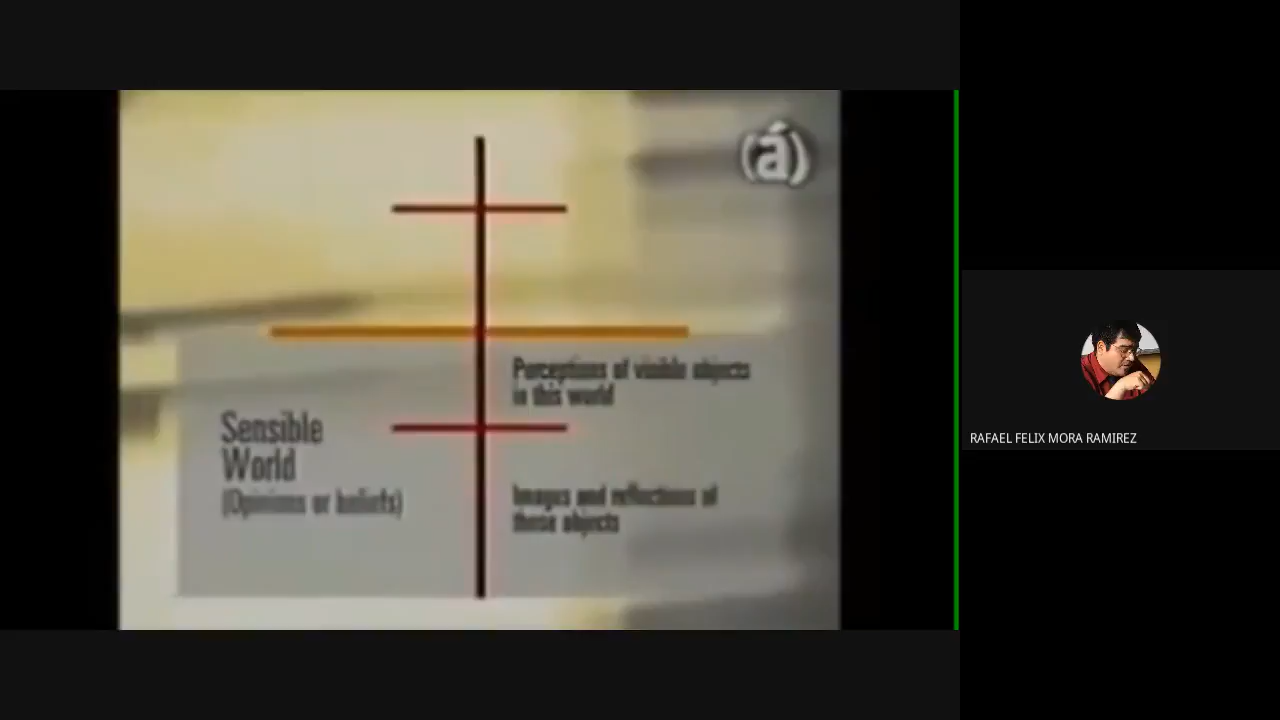 (á)
Perceptions of visible objects
in this world
Sensible
World
(Opinions or beliefs)
Images and reflections of
those objects
RAFAEL FELIX MORA RAMIREZ